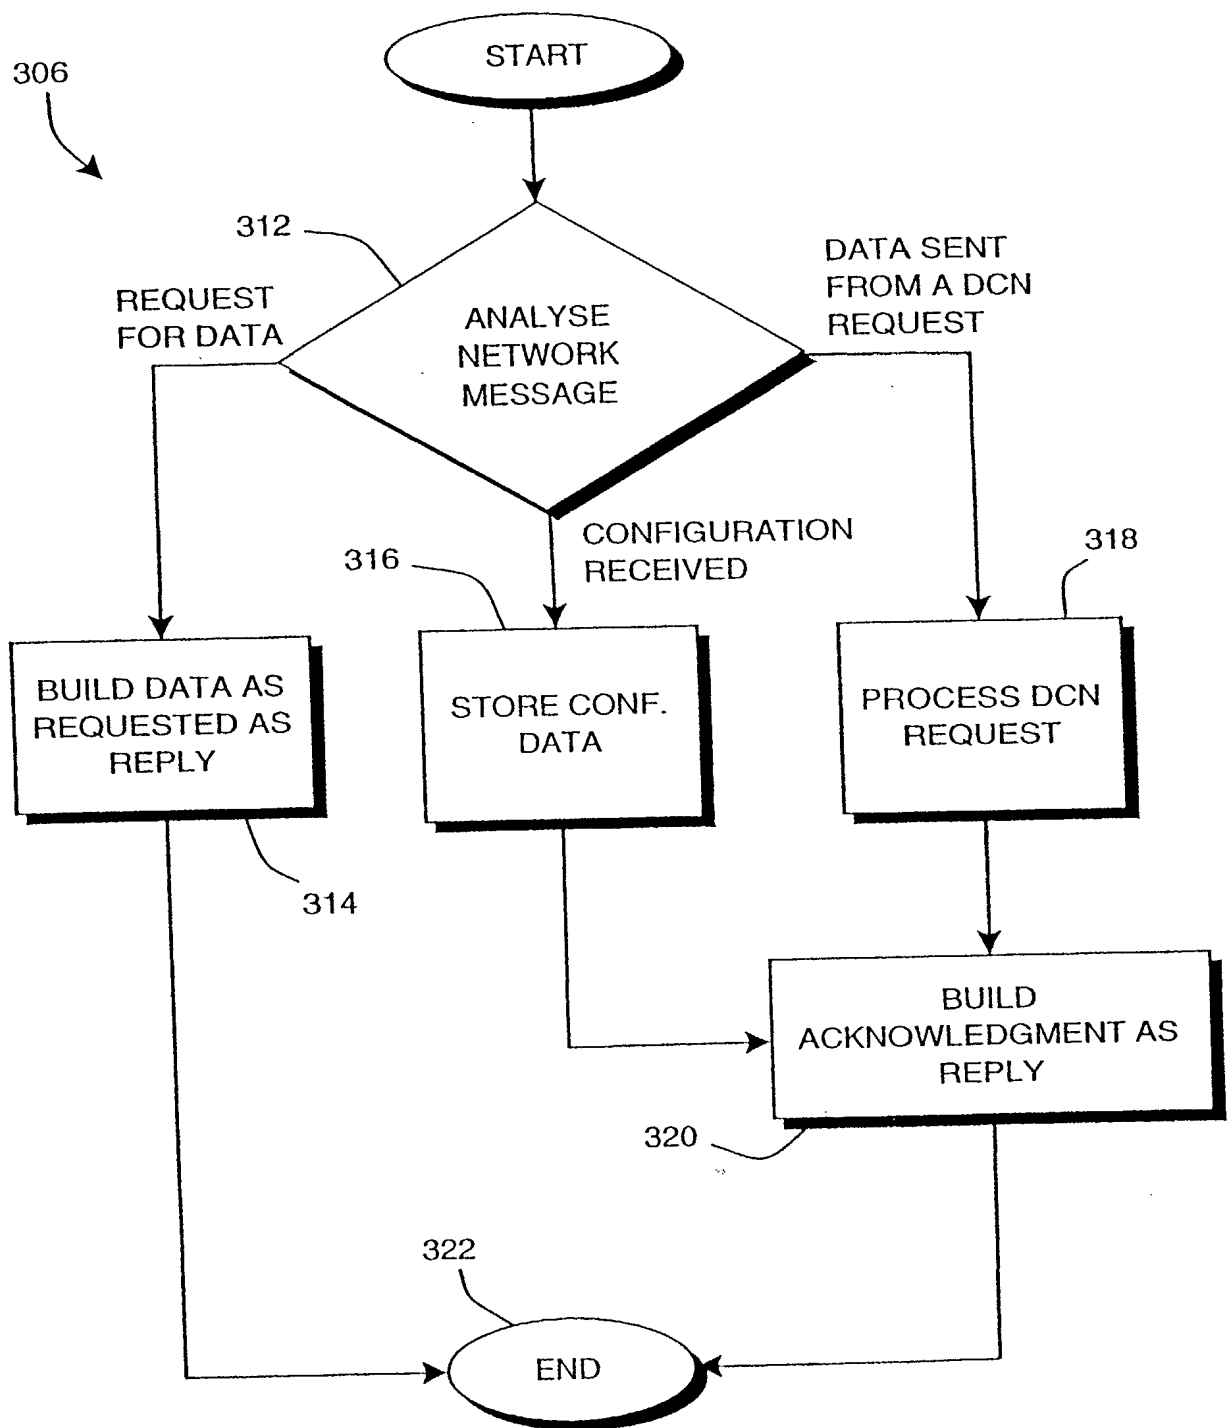 START
306
312
DATA SENT
FROM A DCN
REQUEST
REQUEST
FOR DATA
ANALYSE
NETWORK
MESSAGE
CONFIGURATION
RECEIVED
316
318
BUILD DATA AS
REQUESTED AS
REPLY
STORE CONF.
DATA
PROCESS DCN
REQUEST
314
BUILD
ACKNOWLEDGMENT AS
REPLY
320
322
END